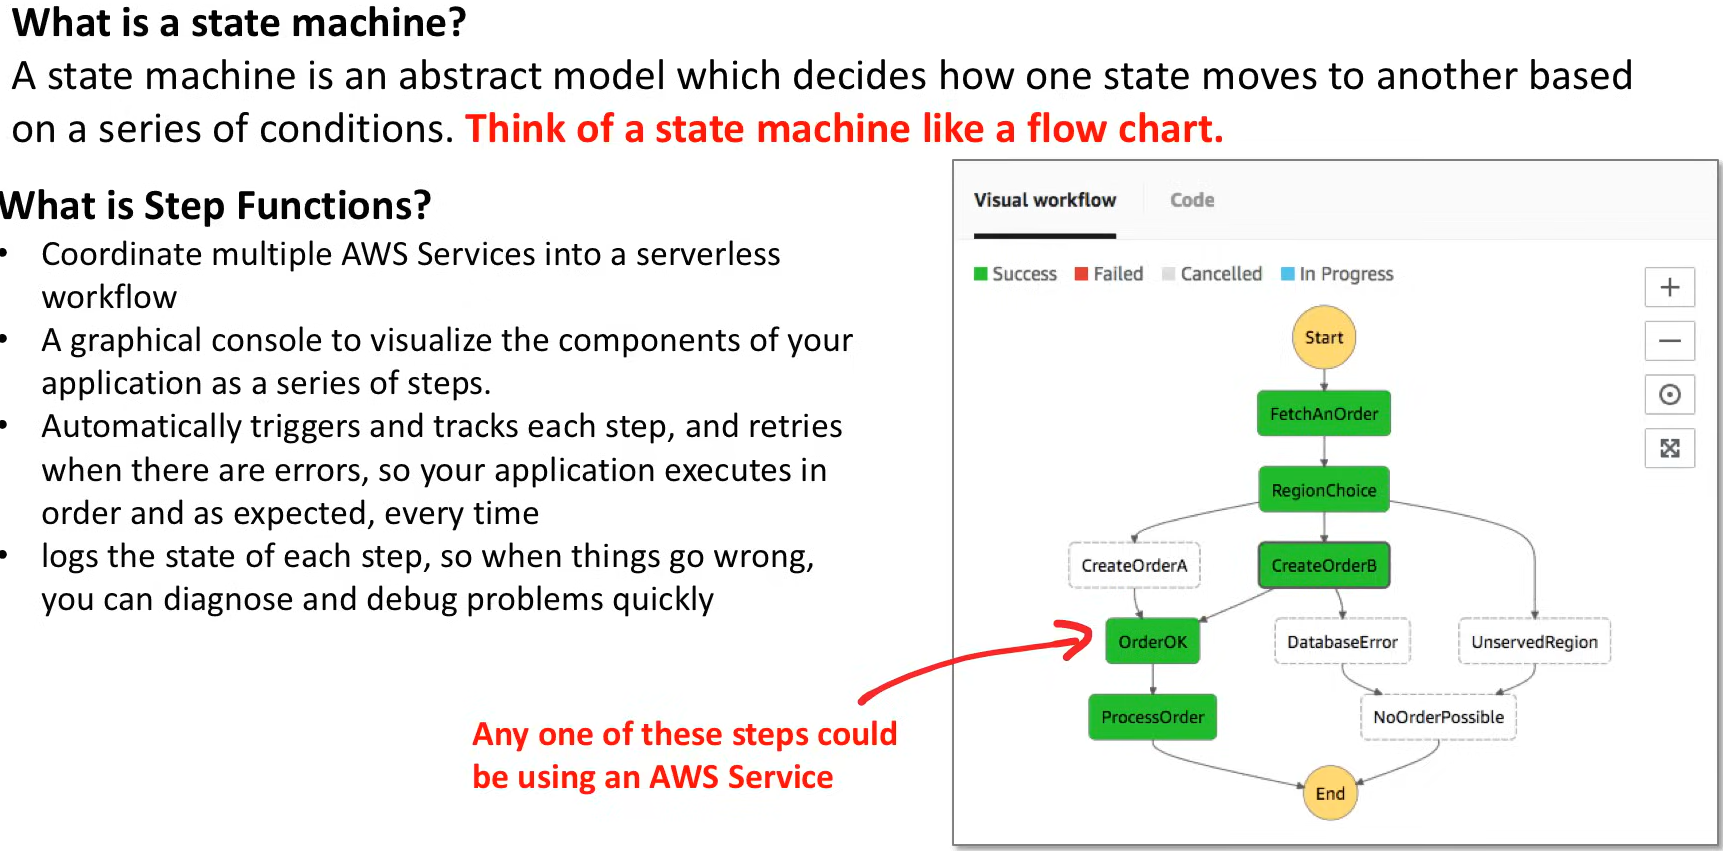 What is a state machine?
A state machine is an abstract model which decides how one state moves to another based
on a series of conditions. Think of a state machine like a flow chart.
What is Step Functions?
• Coordinate multiple AWS Services into a serverless
workflow
• A graphical console to visualize the components of your
application as a series of steps.
• Automatically triggers and tracks each step, and retries
when there are errors, so your application executes in
order and as expected, every time
• logs the state of each step, so when things go wrong,
you can diagnose and debug problems quickly
Any one of these steps could
be using an AWS Service
Visual workflow Code
Success Failed Cancelled In Progress
Start
FetchAnOrder
RegionChoice
CreateOrderA CreateOrderB
OrderOK DatabaseError UnservedRegion
ProcessOrder NoOrderPossible
End